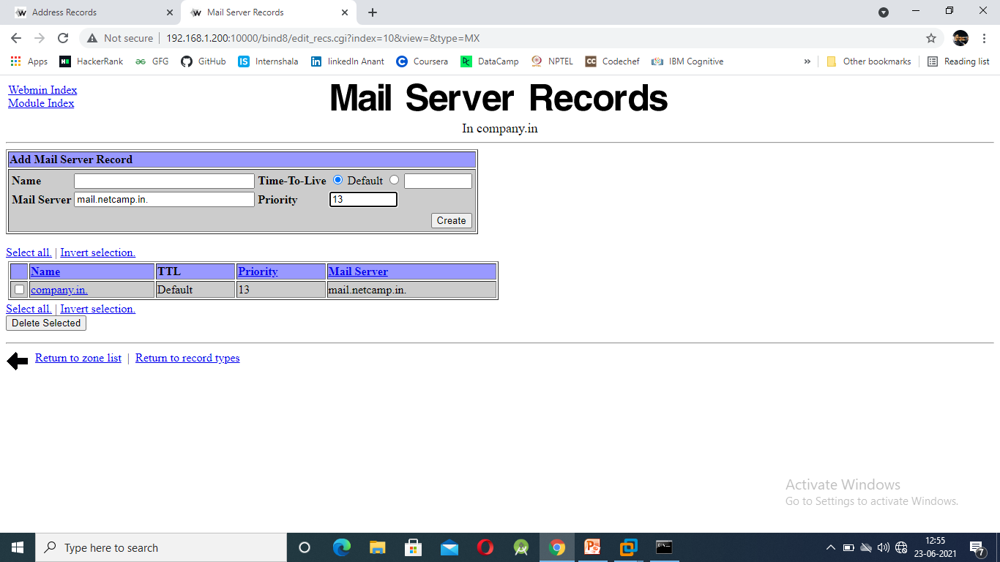 Address Records
Mail Server Records
Not secure 192.168.1.200:10000/bind8/edit_recs.cgi?index=10&view=&type=MX
Apps HackerRank GFG GitHub Internshala linkedIn Anant Coursera DataCamp NPTEL Codechef IBM Cognitive » Other bookmarks Reading list
Webmin Index
Module Index
Mail Server Records
In company.in
Add Mail Server Record
Name Time-To-Live Default
Mail Server mail.netcamp.in. Priority 13
Create
Select all. | Invert selection.
Name TTL Priority Mail Server
company.in. Default 13 mail.netcamp.in.
Select all. | Invert selection.
Delete Selected
Return to zone list | Return to record types
Activate Windows
Go to Settings to activate Windows.
Type here to search
12:55
23-06-2021
7